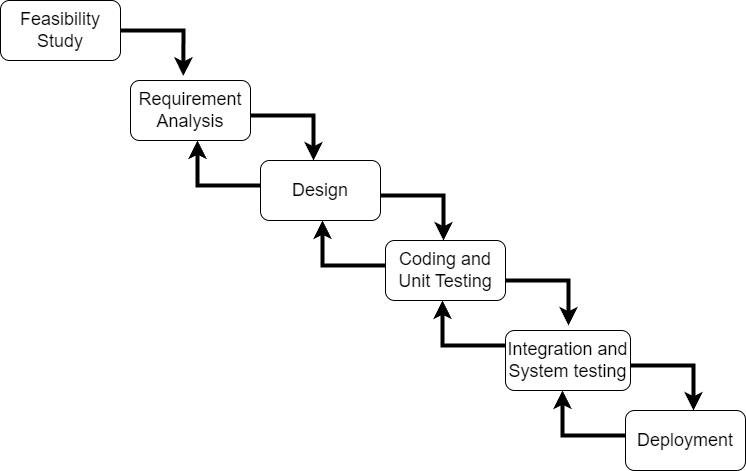 Feasibility
Study
Requirement
Analysis
Design
Coding and
Unit Testing
Integration and
System testing
Deployment